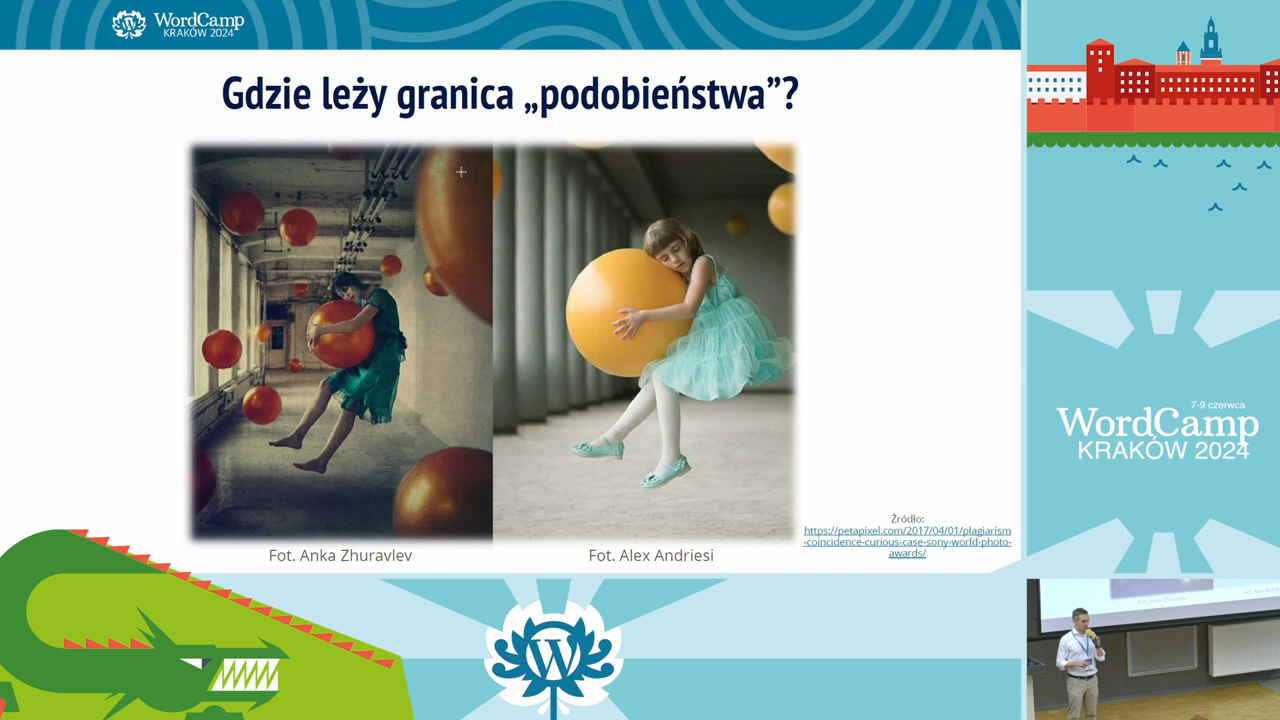 WordCamp
KRAKÓW 2024
Gdzie leży granica „podobieństwa”?
Fot. Anka Zhuravlev
Fot. Alex Andriesi
Źródło:
https://petapixel.com/2017/04/01/plagiarism
-coincidence-curious-case-sony-world-photo-
awards/
7-9 czerwca
WordCamp
KRAKÓW 2024
W